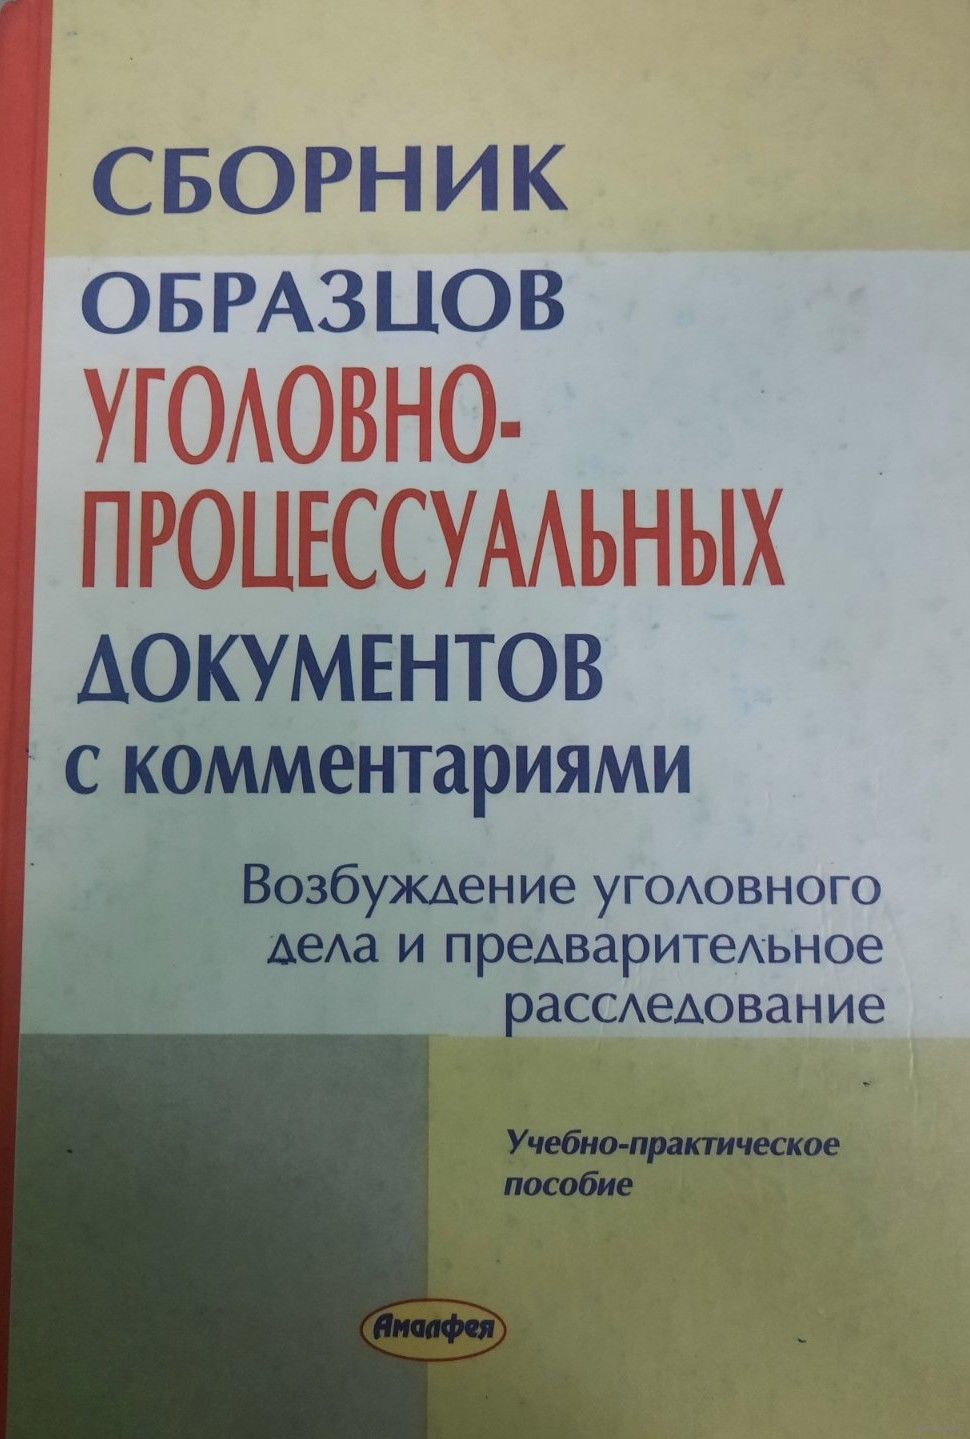 СБОРНИК
ОБРАЗЦОВ
УГОЛОВНО-
ПРОЦЕССУАЛЬНЫХ
ДОКУМЕНТОВ
с комментариями
Возбуждение уголовного
дела и предварительное
расследование
Учебно-практическое
пособие
Амалфея